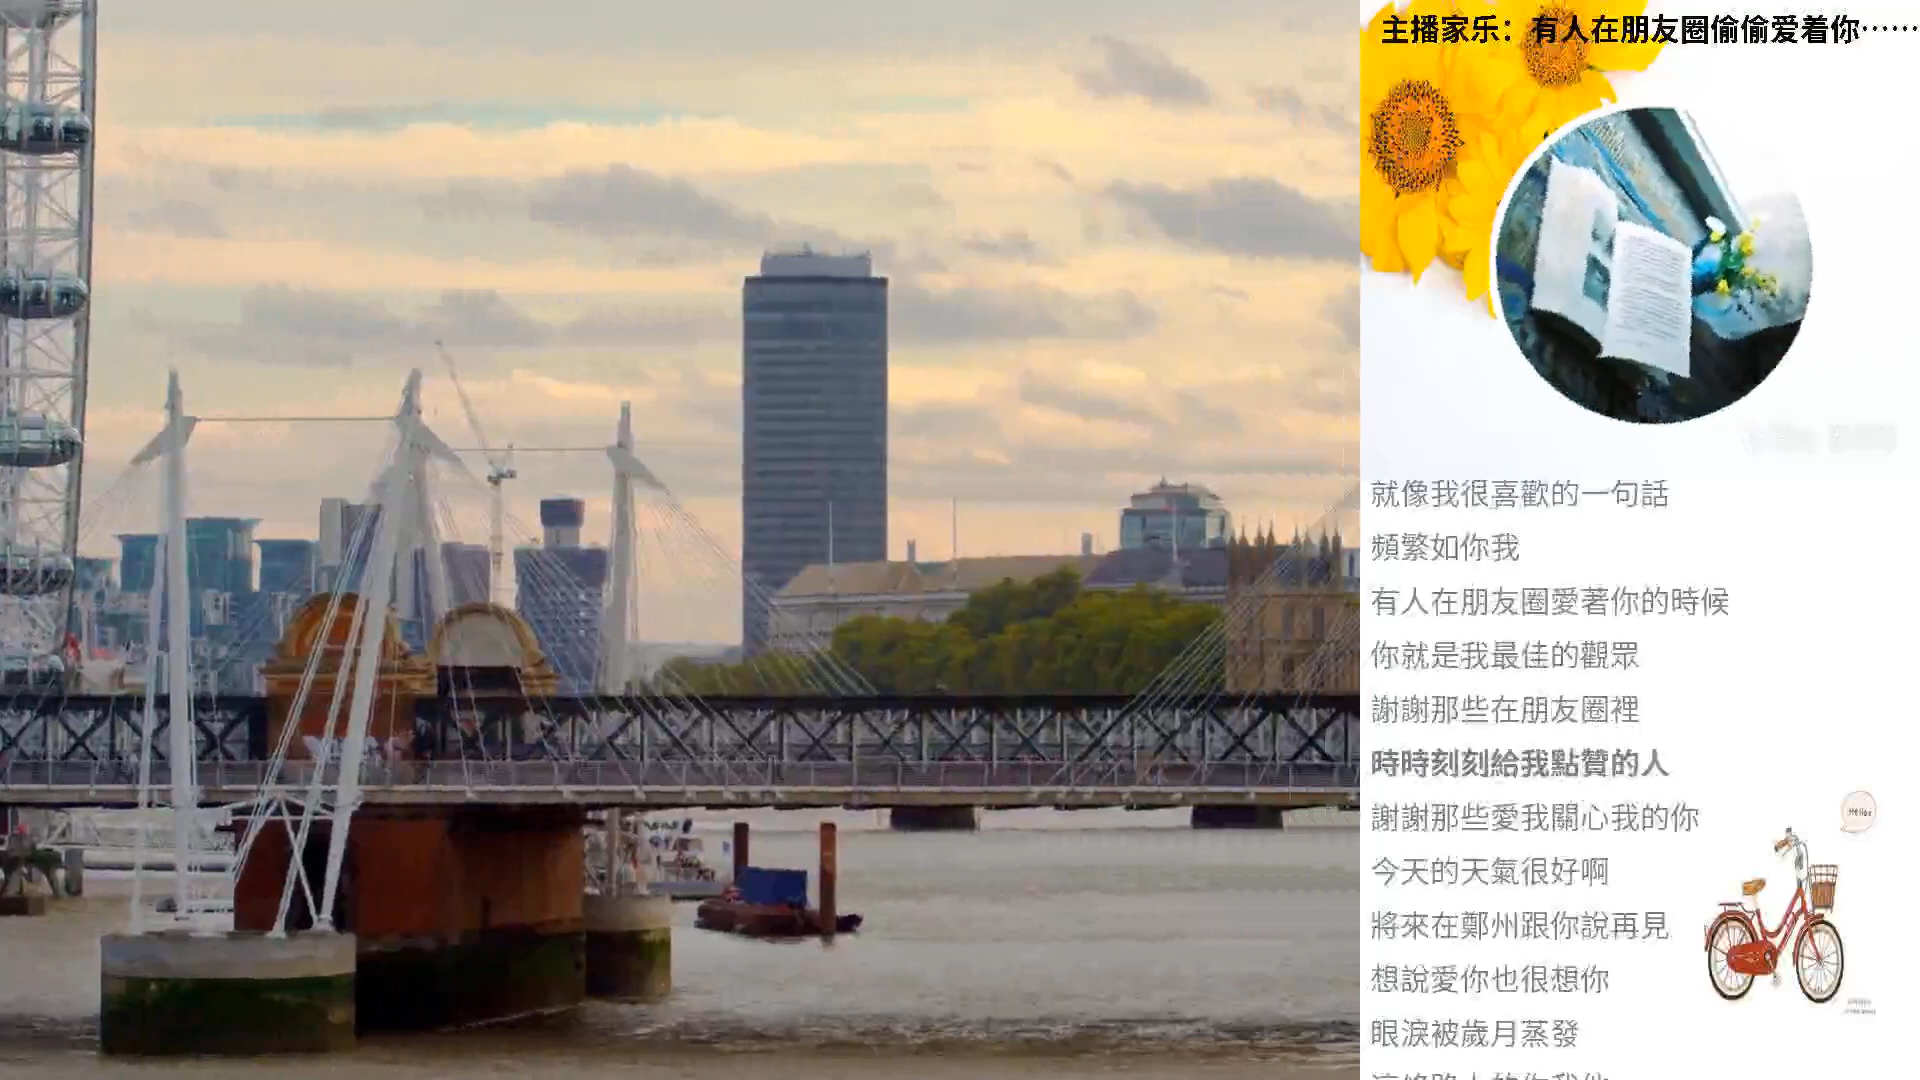 主播家乐：有人在朋友圈偷偷爱着你……
就像我很喜歡的一句話
頻繁如你我
有人在朋友圈愛著你的時候
你就是我最佳的觀眾
謝謝那些在朋友圈裡
時時刻刻給我點贊的人
謝謝那些愛我關心我的你
今天的天氣很好啊
將來在鄭州跟你說再見
想說愛你也很想你
眼淚被歲月蒸發
Hello